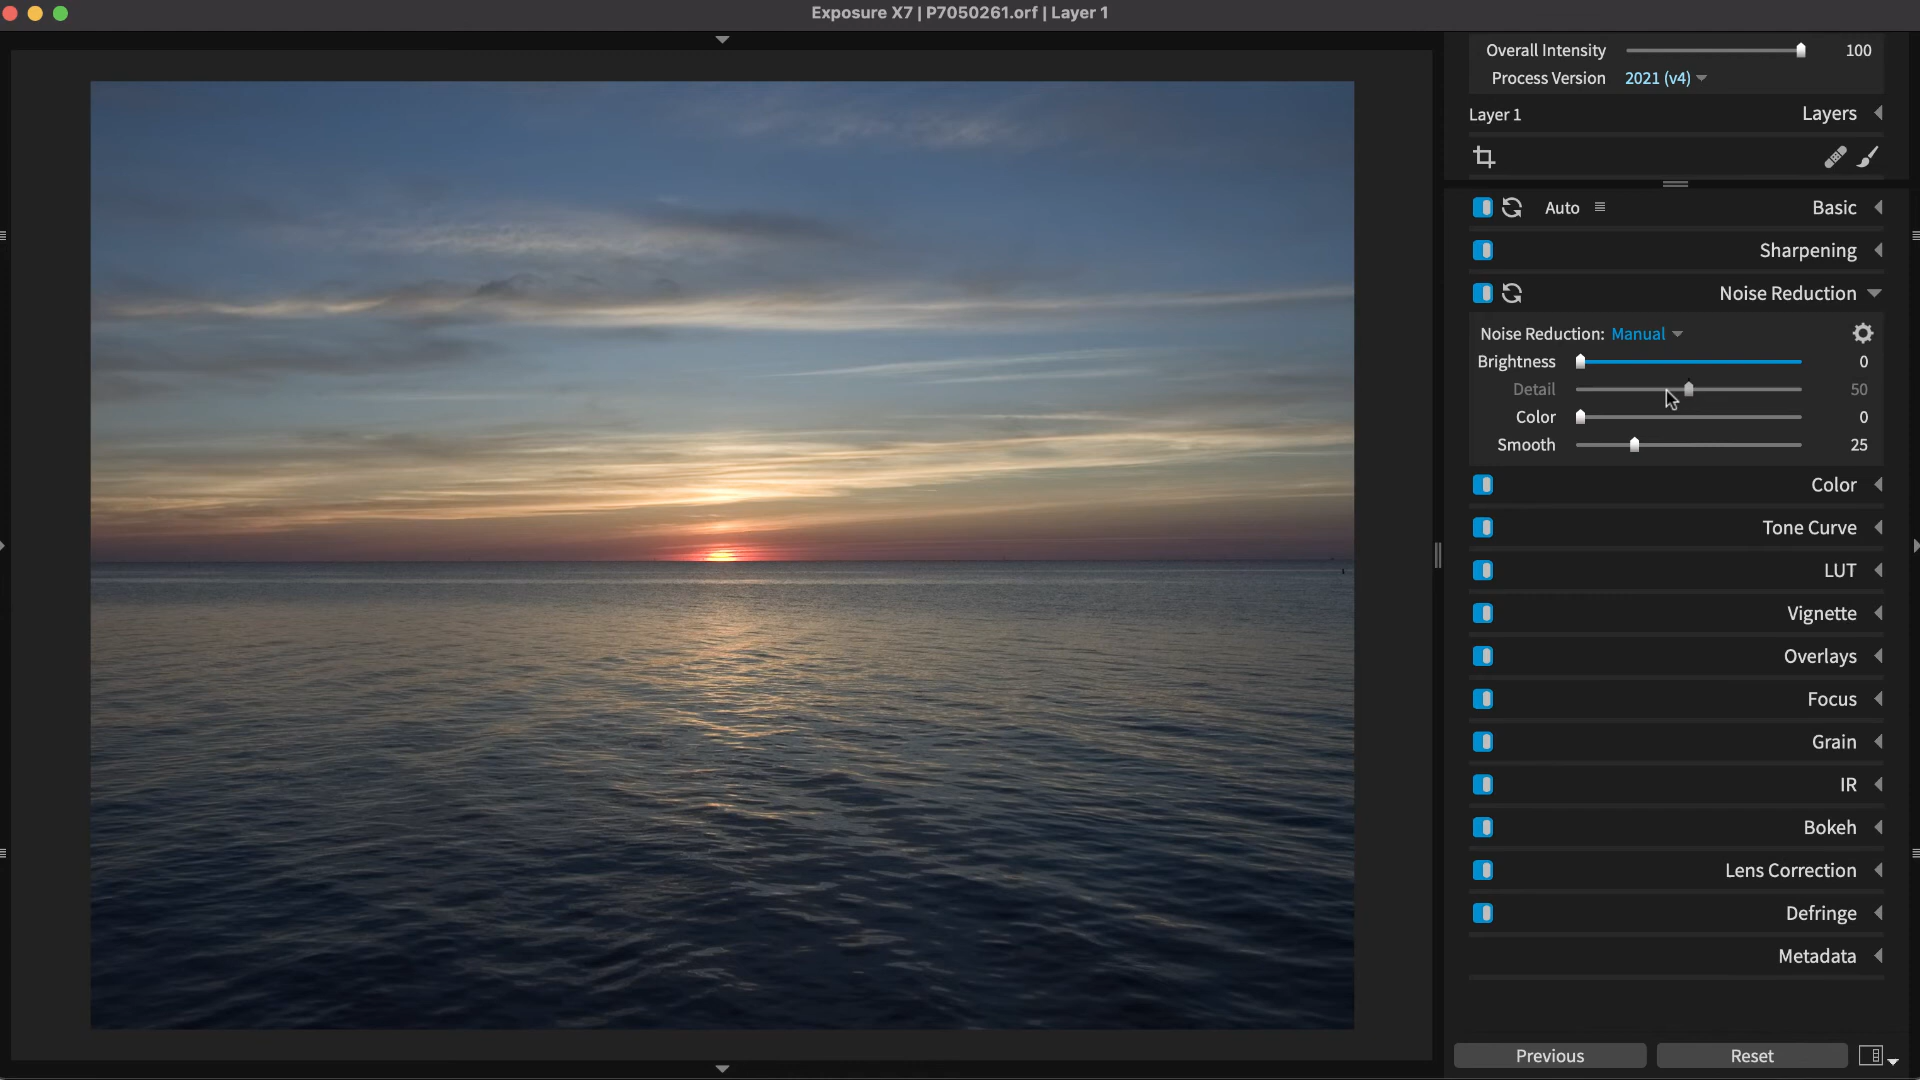 Exposure X7 | P7050261.orf | Layer 1
Overall Intensity 100
Process Version 2021 (v4)
Layer 1 Layers
Auto Basic
Sharpening
Noise Reduction
Noise Reduction: Manual
Brightness 0
Detail 50
Color 0
Smooth 25
Color
Tone Curve
LUT
Vignette
Overlays
Focus
Grain
IR
Bokeh
Lens Correction
Defringe
Metadata
Previous Reset